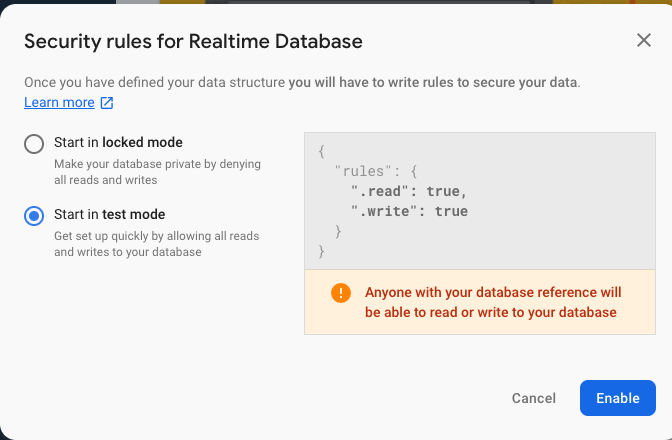 Security rules for Realtime Database
Once you have defined your data structure you will have to write rules to secure your data.
Learn more
Start in locked mode
Make your database private by denying
all reads and writes
Start in test mode
Get set up quickly by allowing all reads
and writes to your database
{
  "rules": {
    ".read": true,
    ".write": true
  }
}
Anyone with your database reference will
be able to read or write to your database
Cancel
Enable